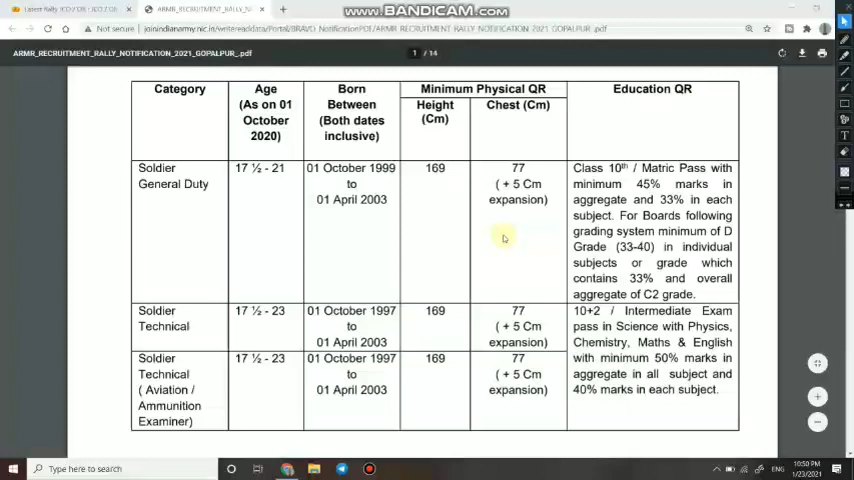 www.BANDICAM.com
Latest Rally JCO / OR - JCO / OR
ARMR_RECRUITMENT_RALLY_NOTIFICATION_2021_GOPALPUR_.pdf
Not secure | joinindianarmy.nic.in/writereaddata/Portal/BRAVO_NotificationPDF/ARMR_RECRUITMENT_RALLY_NOTIFICATION_2021_GOPALPUR_.pdf
ARMR_RECRUITMENT_RALLY_NOTIFICATION_2021_GOPALPUR_.pdf
1 / 14
Category
Age
(As on 01
October
2020)
Born
Between
(Both dates
inclusive)
Minimum Physical QR
Height
(Cm)
Chest (Cm)
Education QR
Soldier
General Duty
17 ½ - 21
01 October 1999
to
01 April 2003
169
77
( + 5 Cm
expansion)
Class 10th / Matric Pass with
minimum 45% marks in
aggregate and 33% in each
subject. For Boards following
grading system minimum of D
Grade (33-40) in individual
subjects or grade which
contains 33% and overall
aggregate of C2 grade.
Soldier
Technical
17 ½ - 23
01 October 1997
to
01 April 2003
169
77
( + 5 Cm
expansion)
10+2 / Intermediate Exam
pass in Science with Physics,
Chemistry, Maths & English
with minimum 50% marks in
aggregate in all subject and
40% marks in each subject.
Soldier
Technical
( Aviation /
Ammunition
Examiner)
17 ½ - 23
01 October 1997
to
01 April 2003
169
77
( + 5 Cm
expansion)
Type here to search
ENG
10:50 PM
1/23/2021